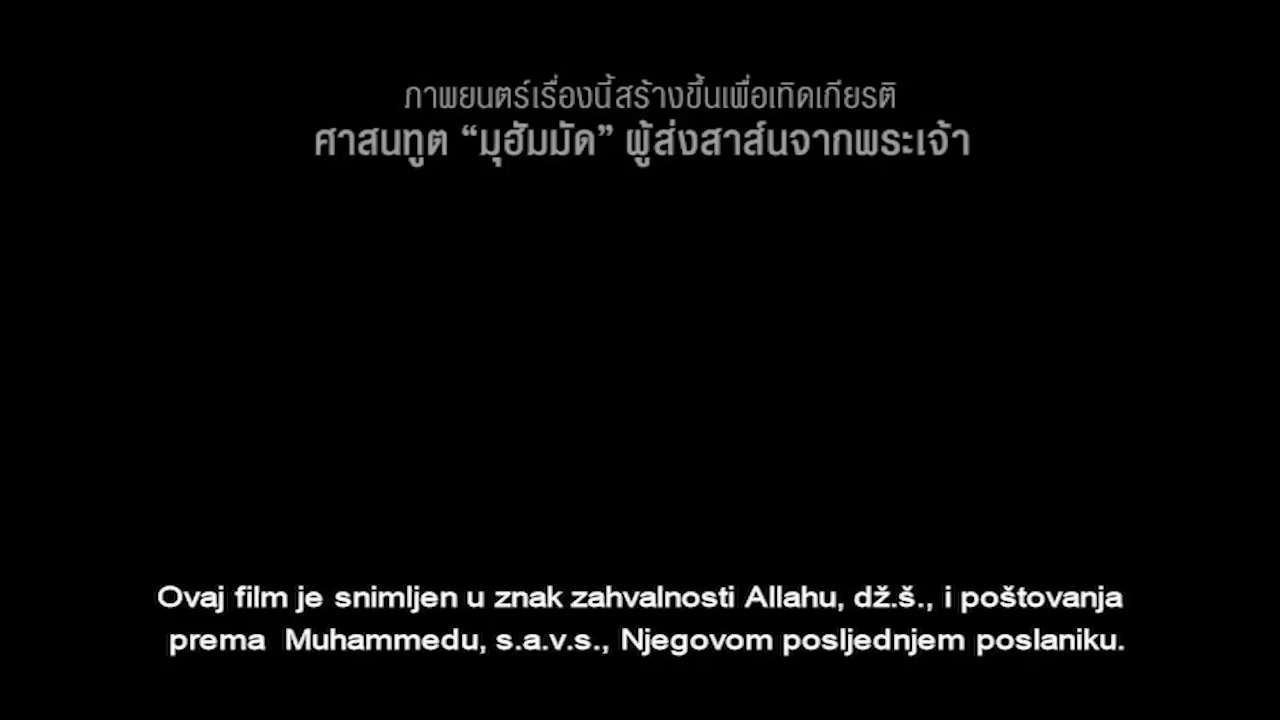 ภาพยนตร์เรื่องนี้สร้างขึ้นเพื่อเทิดเกียรติ
ศาสนทูต “มุฮัมมัด” ผู้ส่งสาส์นจากพระเจ้า
Ovaj film je snimljen u znak zahvalnosti Allahu, dž.š., i poštovanja
prema Muhammedu, s.a.v.s., Njegovom posljednjem poslaniku.